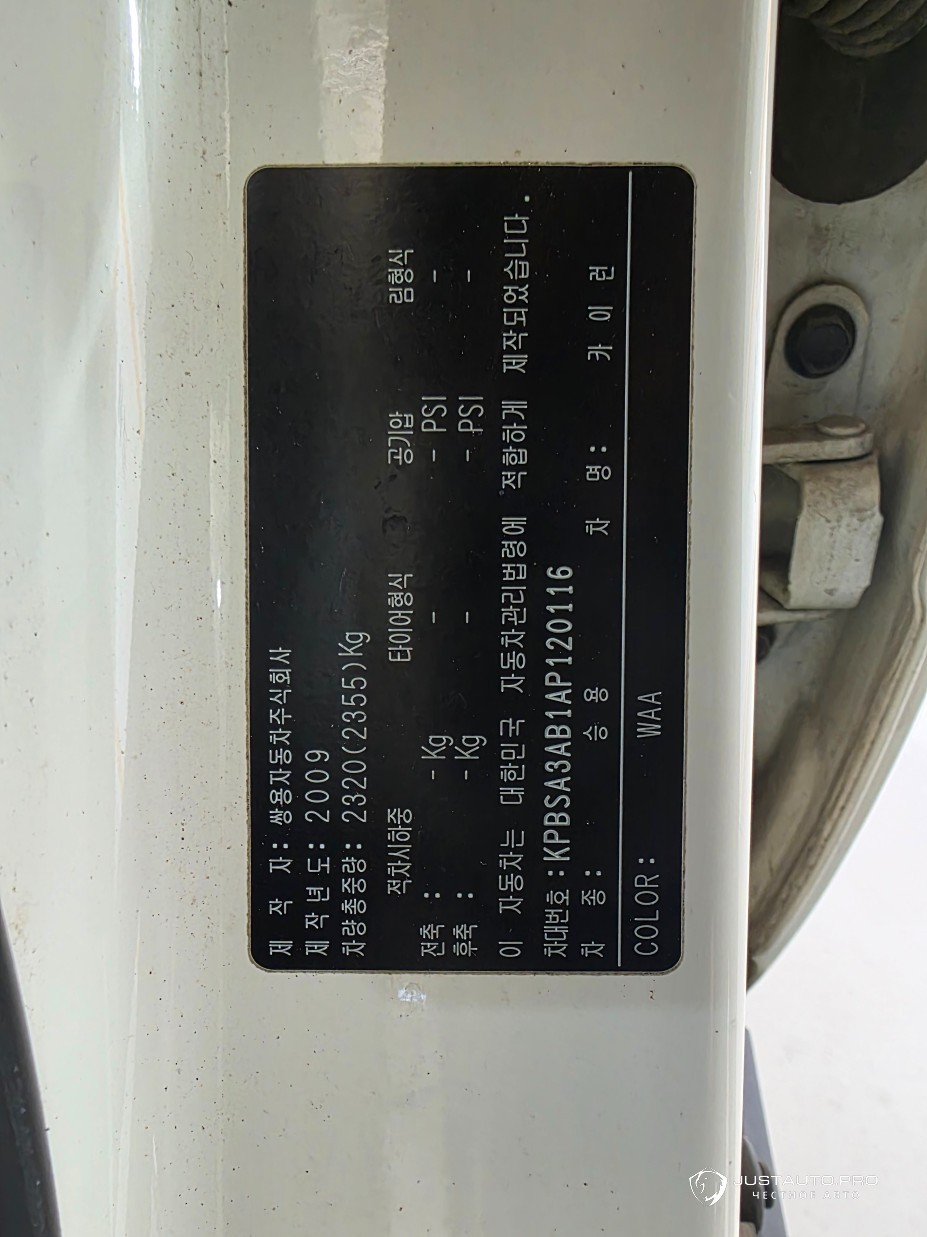 제 작 자: 쌍용자동차주식회사
제 작 년 도: 2009
차량총중량: 2320(2355)Kg
적차시하중 타이어형식 공기압 림형식
전축 : - Kg - - PSI -
후축 : - Kg - - PSI -
이 자동차는 대한민국 자동차관리법령에 적합하게 제작되었습니다.
차대번호: KPBSA3AB1AP120116
차 종: 승 용 차 명: 카 이 런
COLOR: WAA
JUSTAUTO.PRO
ЧЕСТНОЕ АВТО